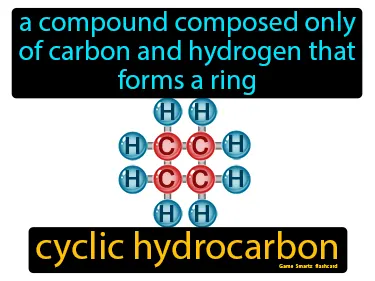 a compound composed only
of carbon and hydrogen that
forms a ring
H H
H C C H
H C C H
H H
cyclic hydrocarbon
Game Smartz flashcard